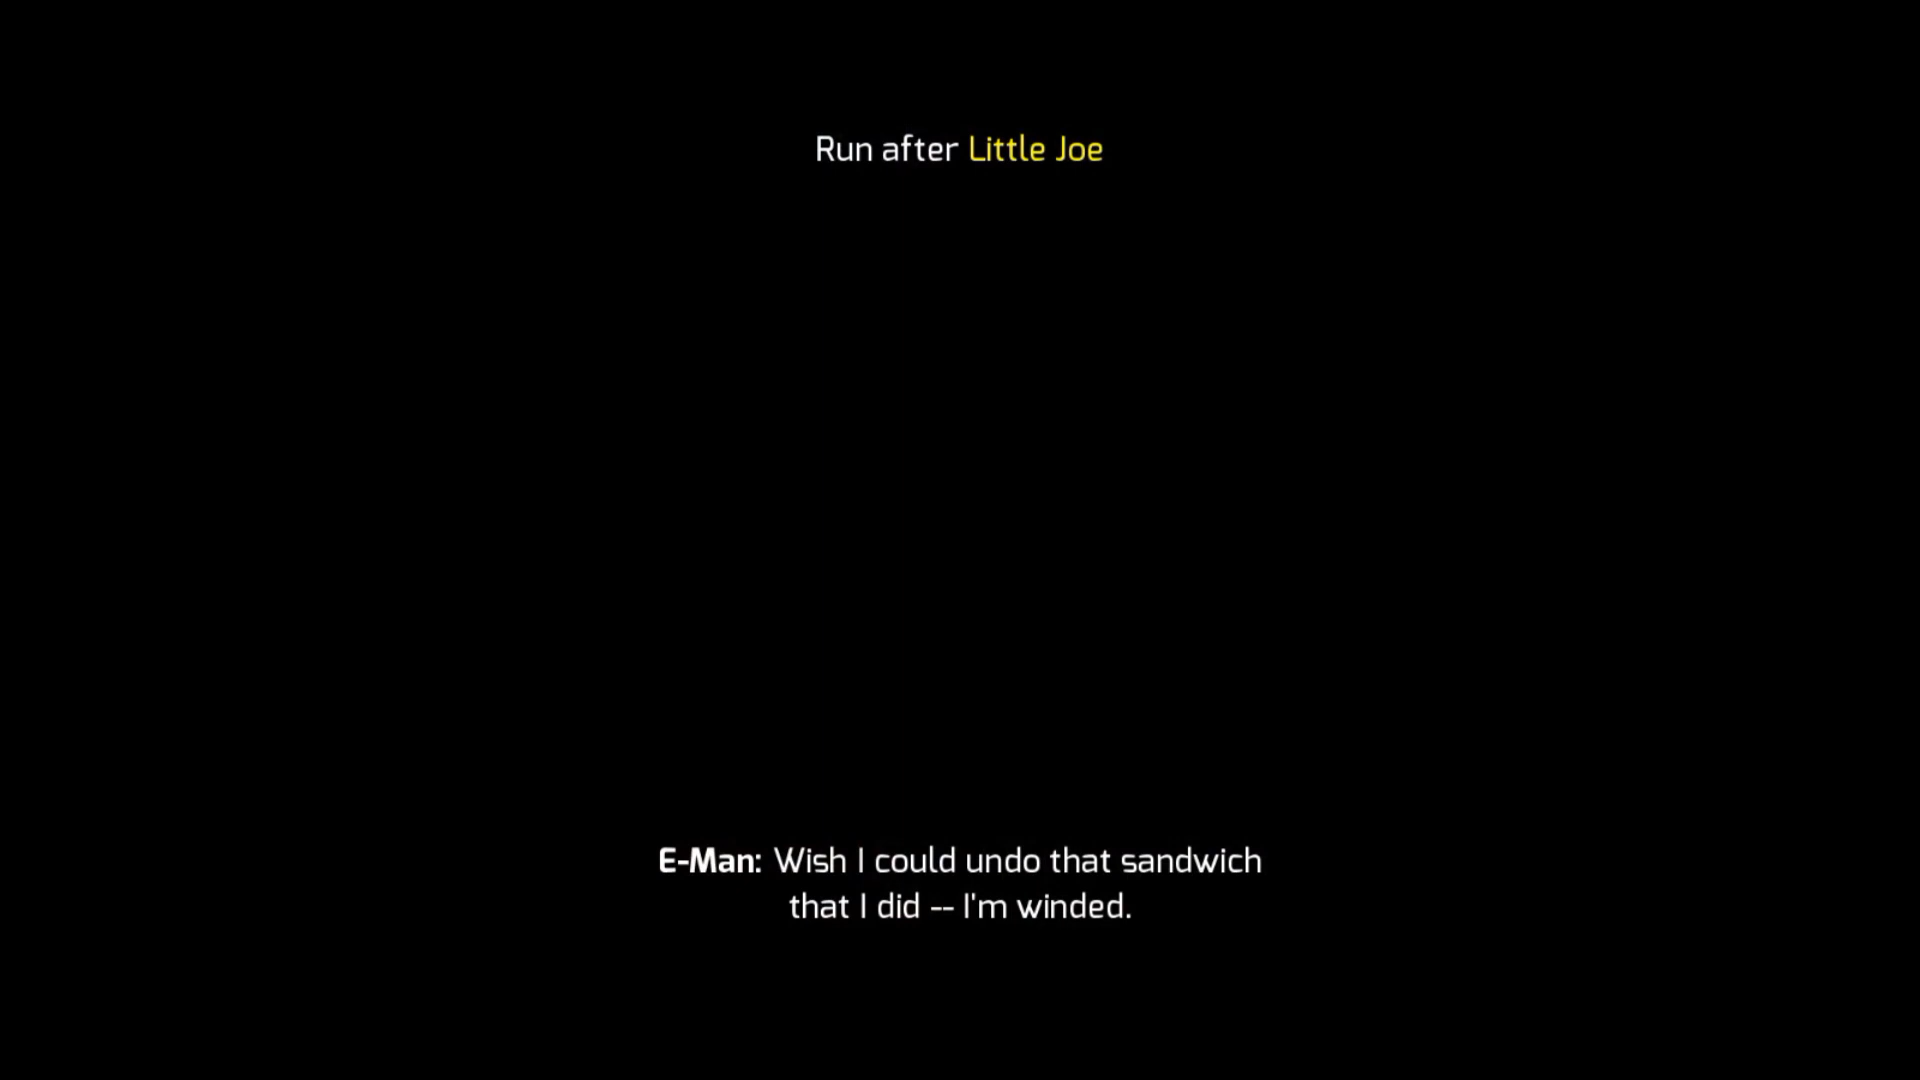 Run after Little Joe
E-Man: Wish I could undo that sandwich
that I did -- I'm winded.